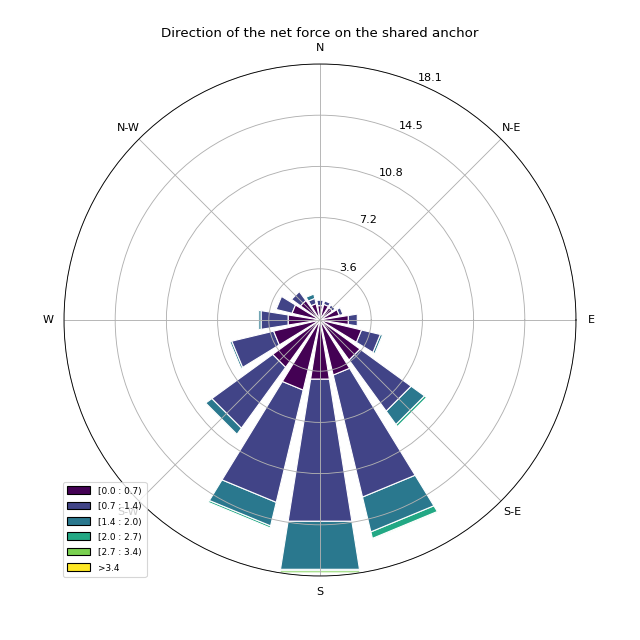 Direction of the net force on the shared anchor
N
18.1
N-W
N-E
14.5
10.8
7.2
3.6
W
E
[0.0 : 0.7)
[0.7 : 1.4)
S-W
S-E
[1.4 : 2.0)
[2.0 : 2.7)
[2.7 : 3.4)
>3.4
S